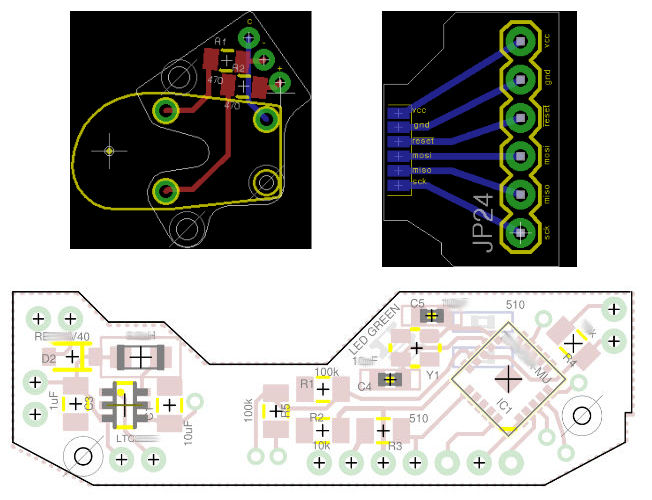 c
R1
-
R2
+
470
470
vcc
gnd
reset
mosi
miso
sck
vcc
gnd
reset
mosi
miso
sck
JP24
C5
510
LED GREEN
D2
R4
Y1
C4
MU
IC1
100k
R1
1uF
C3
C1
10uF
LTC
100k
R5
R2
10k
510
R3